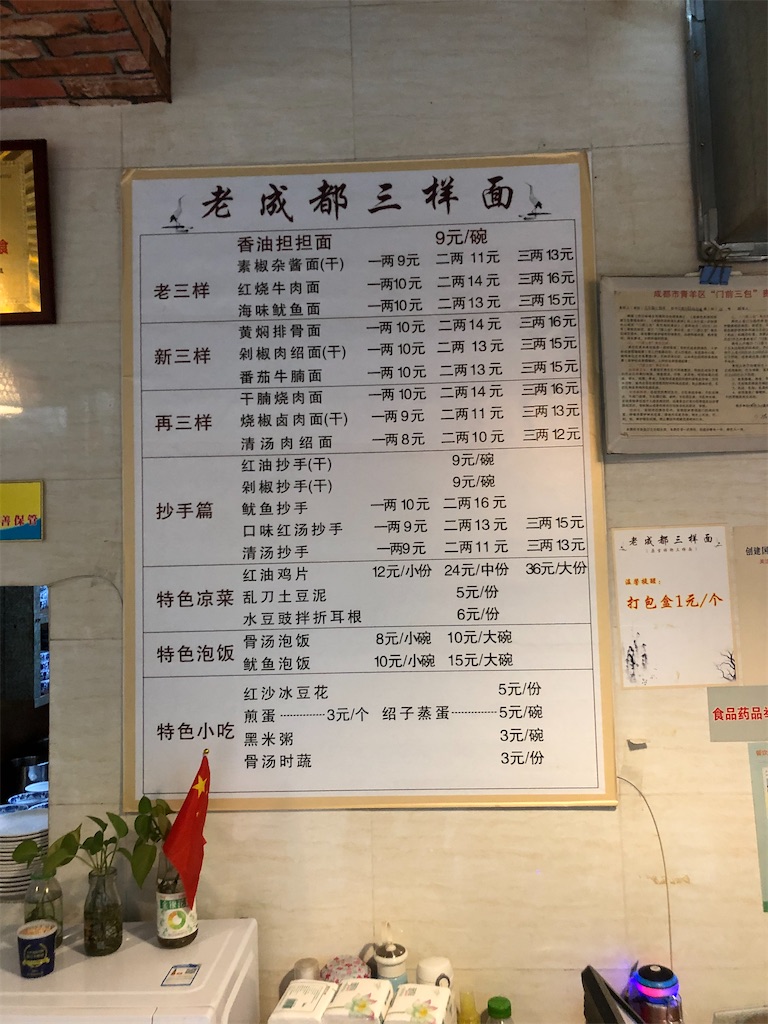 老成都三样面
香油担担面 9元/碗
老三样
素椒杂酱面(干) 一两9元 二两 11元 三两13元
红烧牛肉面 一两10元 二两14元 三两16元
海味鱿鱼面 一两10元 二两13元 三两15元
新三样
黄焖排骨面 一两10元 二两14元 三两16元
剁椒肉绍面(干) 一两10元 二两 13元 三两15元
番茄牛腩面 一两10元 二两13元 三两15元
再三样
干腩烧肉面 一两10元 二两14元 三两16元
烧椒卤肉面(干) 一两9元 二两11元 三两13元
清汤肉绍面 一两8元 二两10元 三两12元
抄手篇
红油抄手(干) 9元/碗
剁椒抄手(干) 9元/碗
鱿鱼抄手 一两10元 二两16元
口味红汤抄手 一两9元 二两13元 三两15元
清汤抄手 一两9元 二两11元 三两13元
特色凉菜
红油鸡片 12元/小份 24元/中份 36元/大份
乱刀土豆泥 5元/份
水豆豉拌折耳根 6元/份
特色泡饭
骨汤泡饭 8元/小碗 10元/大碗
鱿鱼泡饭 10元/小碗 15元/大碗
特色小吃
红沙冰豆花 5元/份
煎蛋------------3元/个 绍子蒸蛋------------5元/碗
黑米粥 3元/碗
骨汤时蔬 3元/份
成都市青羊区"门前三包"
老成都三样面
温馨提醒：
打包盒1元/个
创建国
食品药品
善保管